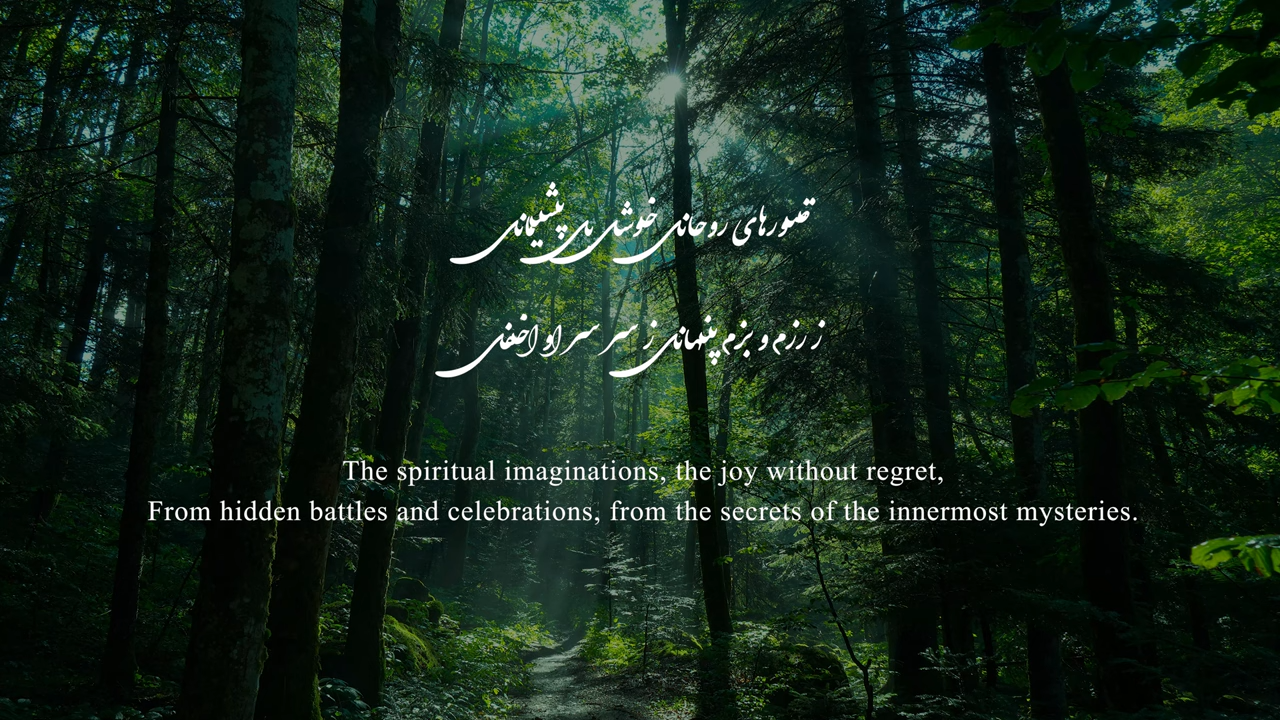 تصورهای روحانی خوشی بی پشیمانی
ز رزم و بزم پنهانی ز سر سر او اخفی
The spiritual imaginations, the joy without regret,
From hidden battles and celebrations, from the secrets of the innermost mysteries.